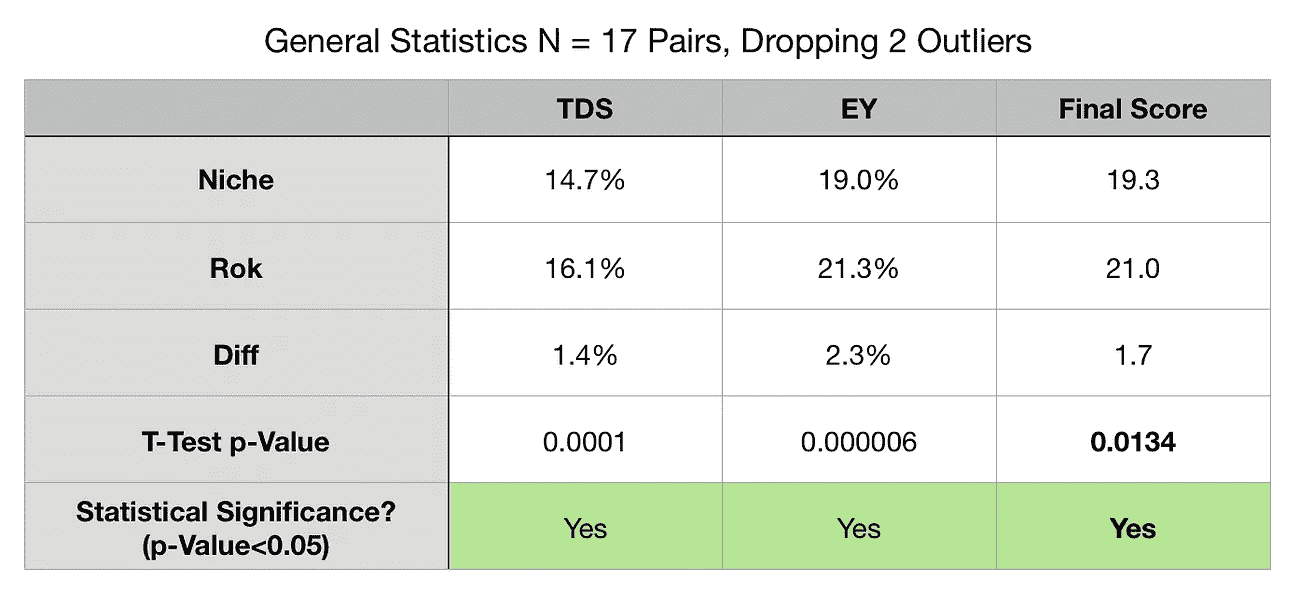 General Statistics N = 17 Pairs, Dropping 2 Outliers
TDS EY Final Score
Niche 14.7% 19.0% 19.3
Rok 16.1% 21.3% 21.0
Diff 1.4% 2.3% 1.7
T-Test p-Value 0.0001 0.000006 0.0134
Statistical Significance?
(p-Value<0.05) Yes Yes Yes